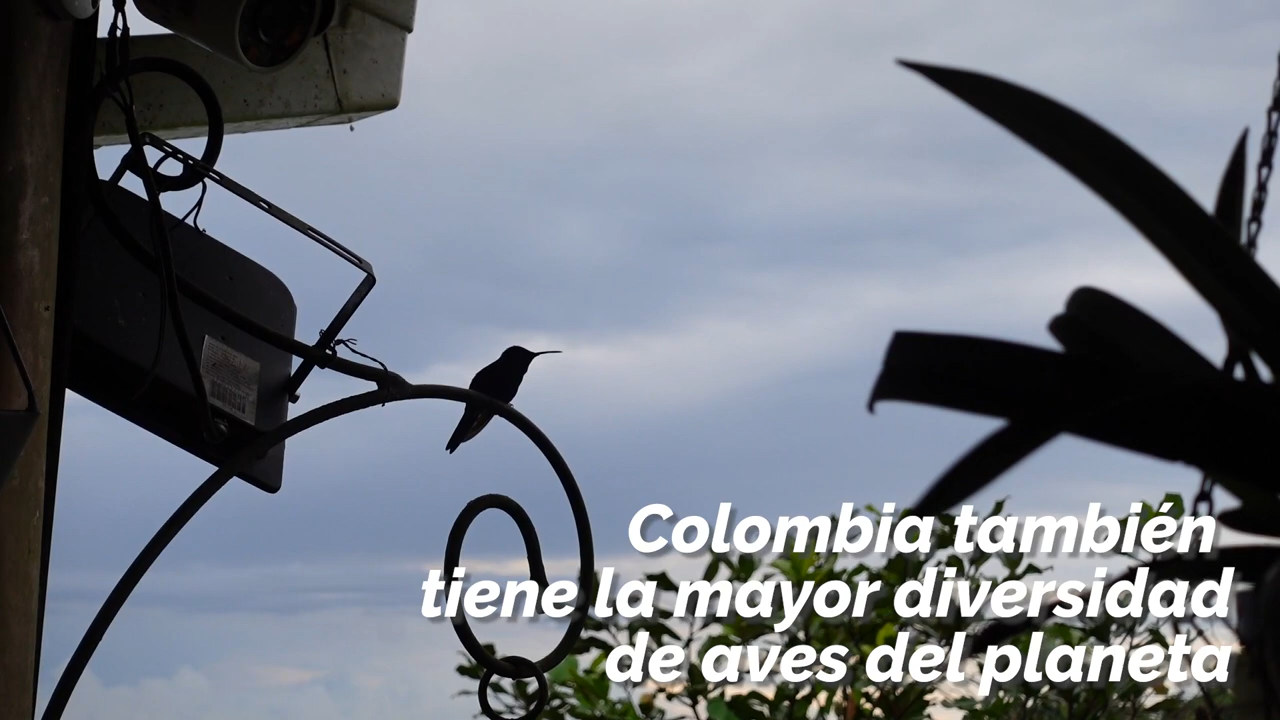 Colombia también
tiene la mayor diversidad
de aves del planeta